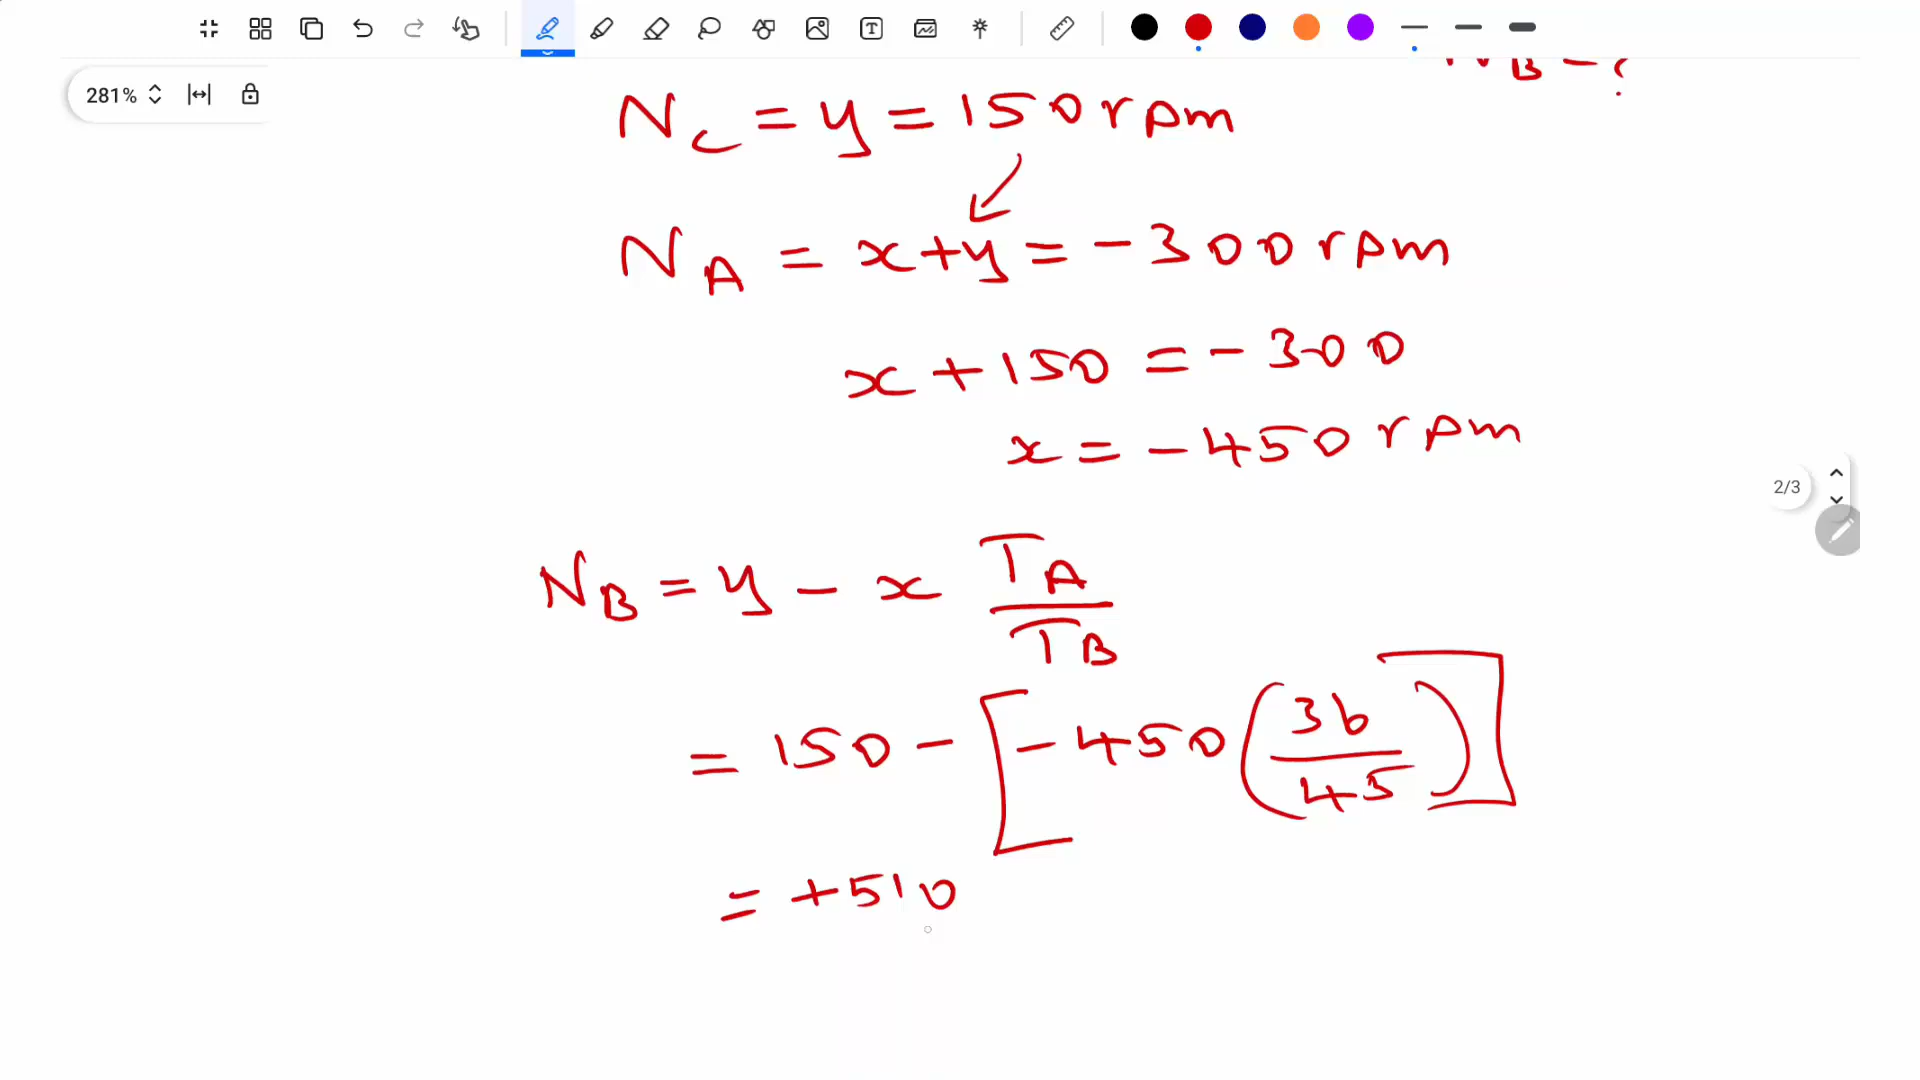 281%
N_B = ?
N_C = y = 150 rpm
N_A = x + y = - 300 rpm
x + 150 = - 300
x = - 450 rpm
2/3
N_B = y - x T_A / T_B
= 150 - [ - 450 ( 36 / 45 ) ]
= + 510